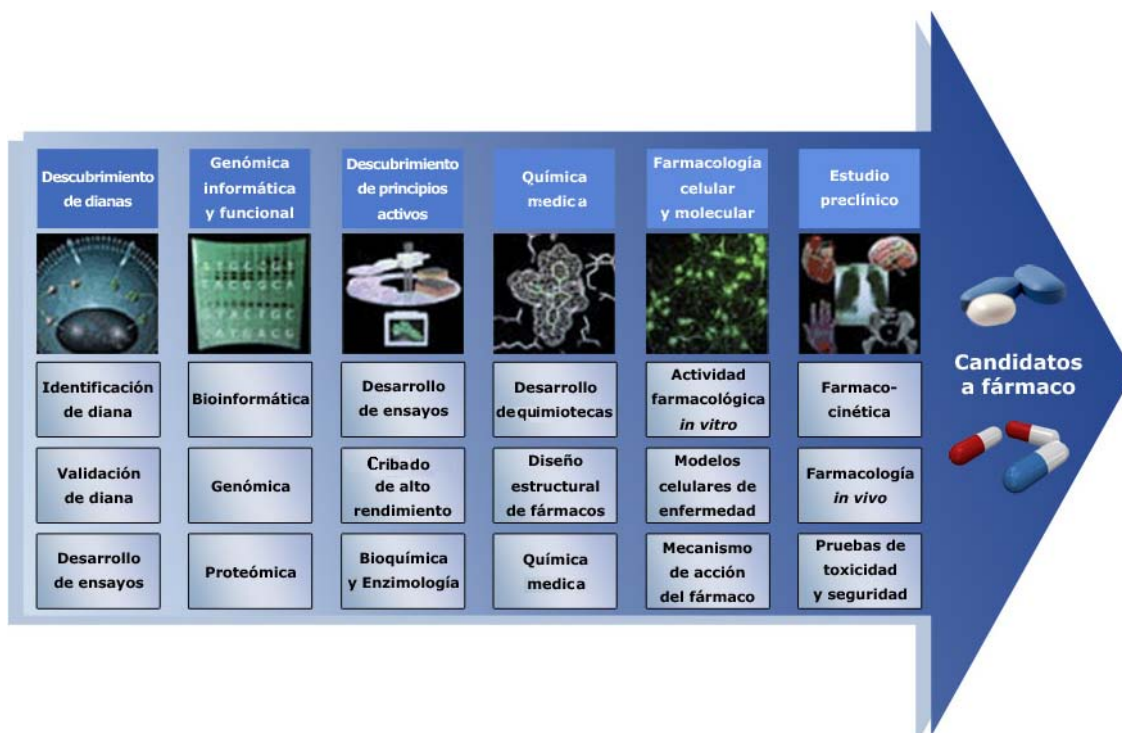 Descubrimiento
de dianas
Identificación
de diana
Validación
de diana
Desarrollo
de ensayos
Genómica
informática
y funcional
T A C G G C A
Bioinformática
Genómica
Proteómica
Descubrimiento
de principios
activos
Desarrollo
de ensayos
Cribado
de alto
rendimiento
Bioquímica
y Enzimología
Química
medica
Desarrollo
de quimiotecas
Diseño
estructural
de fármacos
Química
medica
Farmacología
celular
y molecular
Actividad
farmacológica
in vitro
Modelos
celulares de
enfermedad
Mecanismo
de acción
del fármaco
Estudio
preclínico
Farmaco-
cinética
Farmacología
in vivo
Pruebas de
toxicidad
y seguridad
Candidatos
a fármaco